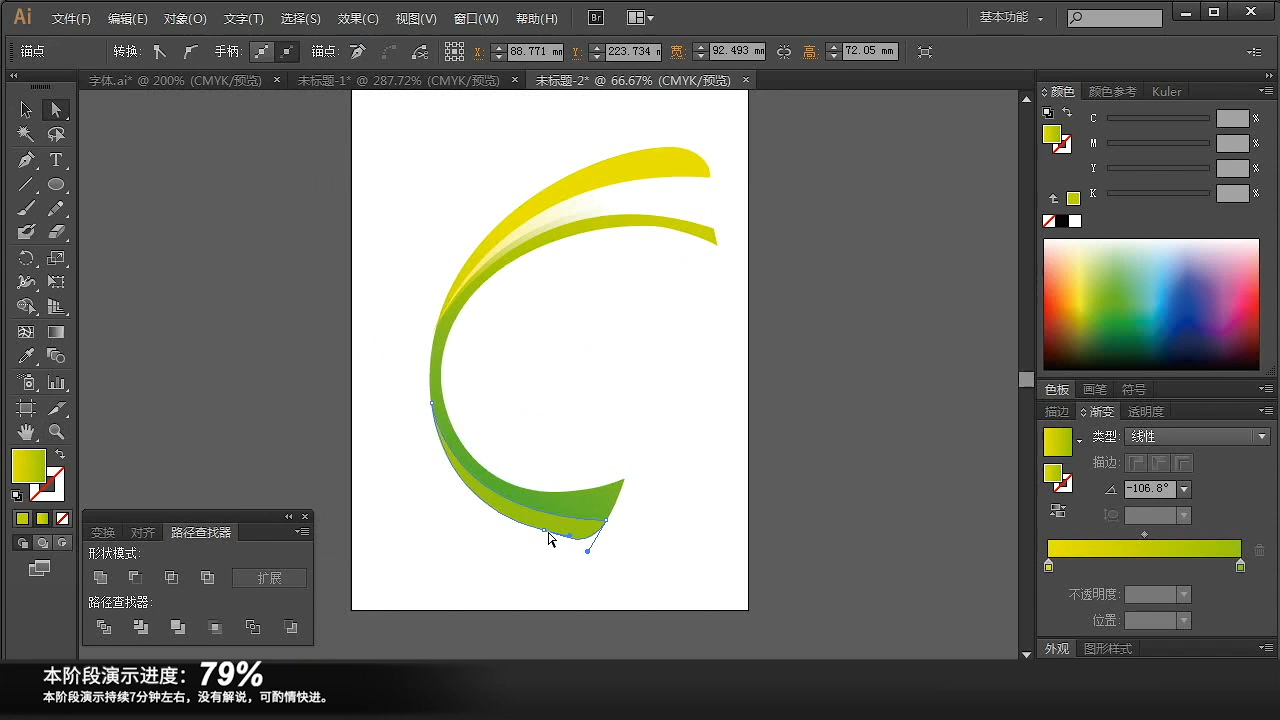 Ai 文件(F) 编辑(E) 对象(O) 文字(T) 选择(S) 效果(C) 视图(V) 窗口(W) 帮助(H) Br 基本功能
锚点 转换: 手柄: 锚点: X: 88.771 mm Y: 223.734 m 宽: 92.493 mm 高: 72.05 mm
字体.ai* @ 200% (CMYK/预览) × 未标题-1* @ 287.72% (CMYK/预览) × 未标题-2* @ 66.67% (CMYK/预览) ×
颜色 颜色参考 Kuler
C %
M %
Y %
K %
色板 画笔 符号
描边 渐变 透明度
类型: 线性
描边:
-106.8°
不透明度:
位置:
外观 图形样式
变换 对齐 路径查找器
形状模式:
扩展
路径查找器:
本阶段演示进度: 79%
本阶段演示持续7分钟左右，没有解说，可酌情快进。